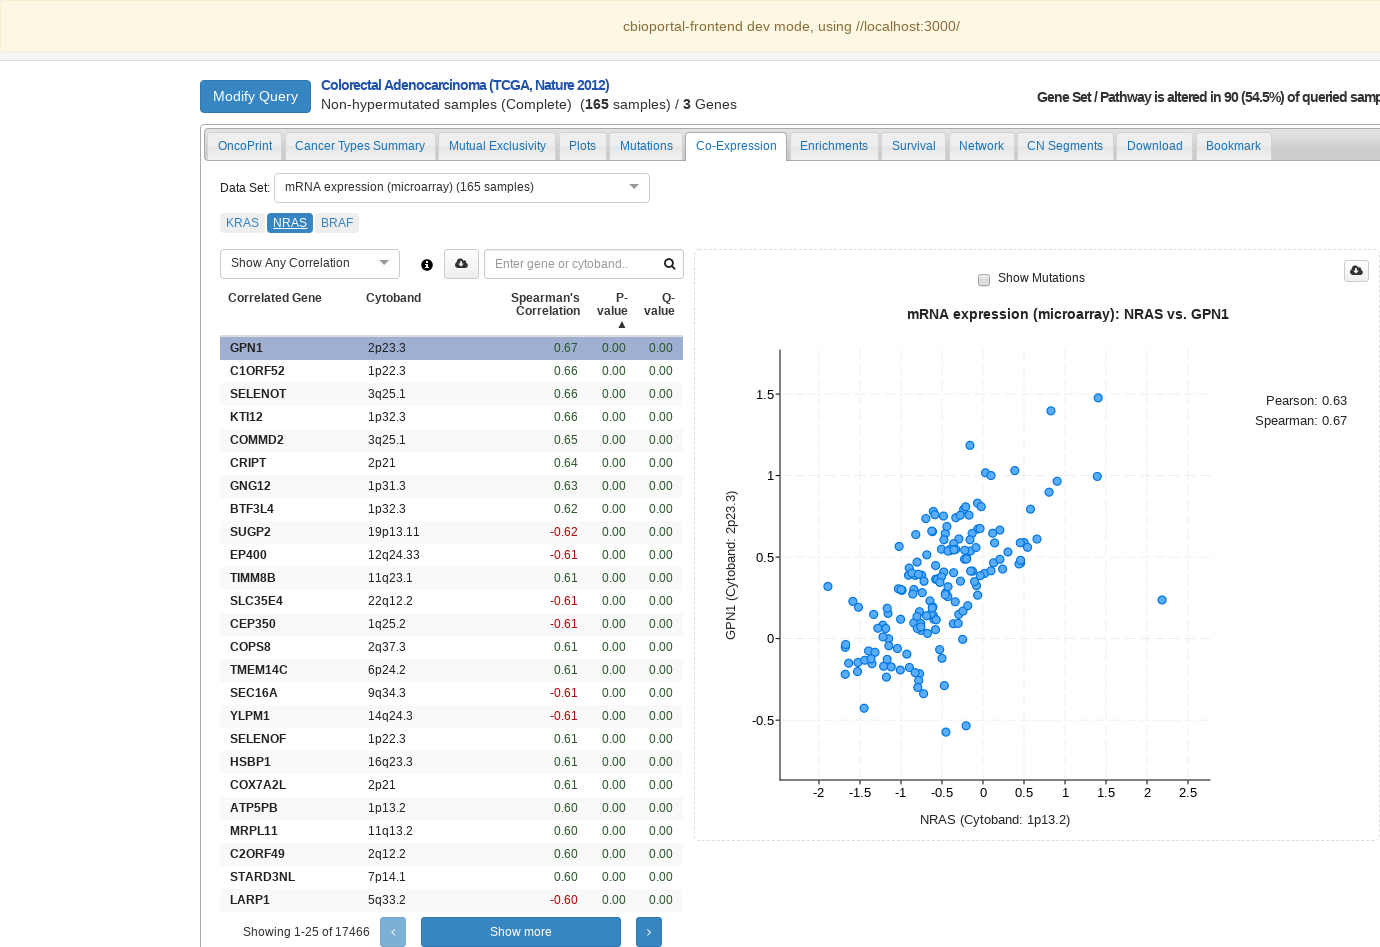 cbioportal-frontend dev mode, using //localhost:3000/
Modify Query
Colorectal Adenocarcinoma (TCGA, Nature 2012)
Non-hypermutated samples (Complete) (165 samples) / 3 Genes
Gene Set / Pathway is altered in 90 (54.5%) of queried samp
OncoPrint Cancer Types Summary Mutual Exclusivity Plots Mutations Co-Expression Enrichments Survival Network CN Segments Download Bookmark
Data Set: mRNA expression (microarray) (165 samples)
KRAS NRAS BRAF
Show Any Correlation
Enter gene or cytoband..
Correlated Gene Cytoband Spearman's Correlation P-value ▲ Q-value
GPN1 2p23.3 0.67 0.00 0.00
C1ORF52 1p22.3 0.66 0.00 0.00
SELENOT 3q25.1 0.66 0.00 0.00
KTI12 1p32.3 0.66 0.00 0.00
COMMD2 3q25.1 0.65 0.00 0.00
CRIPT 2p21 0.64 0.00 0.00
GNG12 1p31.3 0.63 0.00 0.00
BTF3L4 1p32.3 0.62 0.00 0.00
SUGP2 19p13.11 -0.62 0.00 0.00
EP400 12q24.33 -0.61 0.00 0.00
TIMM8B 11q23.1 0.61 0.00 0.00
SLC35E4 22q12.2 -0.61 0.00 0.00
CEP350 1q25.2 -0.61 0.00 0.00
COPS8 2q37.3 0.61 0.00 0.00
TMEM14C 6p24.2 0.61 0.00 0.00
SEC16A 9q34.3 -0.61 0.00 0.00
YLPM1 14q24.3 -0.61 0.00 0.00
SELENOF 1p22.3 0.61 0.00 0.00
HSBP1 16q23.3 0.61 0.00 0.00
COX7A2L 2p21 0.61 0.00 0.00
ATP5PB 1p13.2 0.60 0.00 0.00
MRPL11 11q13.2 0.60 0.00 0.00
C2ORF49 2q12.2 0.60 0.00 0.00
STARD3NL 7p14.1 0.60 0.00 0.00
LARP1 5q33.2 -0.60 0.00 0.00
Showing 1-25 of 17466
Show more
Show Mutations
mRNA expression (microarray): NRAS vs. GPN1
Pearson: 0.63
Spearman: 0.67
GPN1 (Cytoband: 2p23.3)
1.5
1
0.5
0
-0.5
-2 -1.5 -1 -0.5 0 0.5 1 1.5 2 2.5
NRAS (Cytoband: 1p13.2)